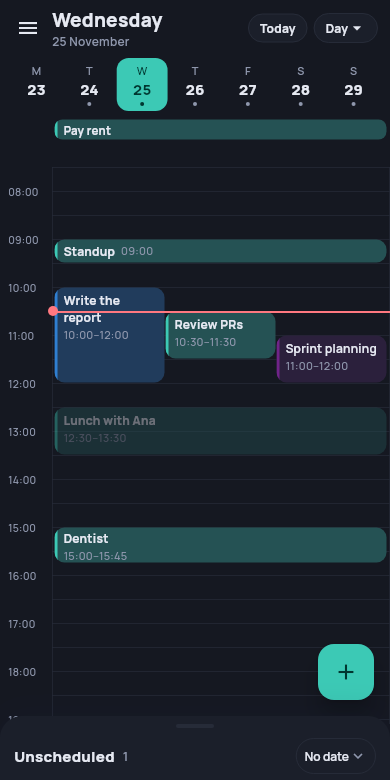 Wednesday
25 November
Today
Day
M T W T F S S
23 24 25 26 27 28 29
Pay rent
08:00
09:00
Standup 09:00
10:00
Write the
report
10:00–12:00
Review PRs
10:30–11:30
11:00
Sprint planning
11:00–12:00
12:00
Lunch with Ana
12:30–13:30
13:00
14:00
15:00
Dentist
15:00–15:45
16:00
17:00
18:00
Unscheduled 1
No date